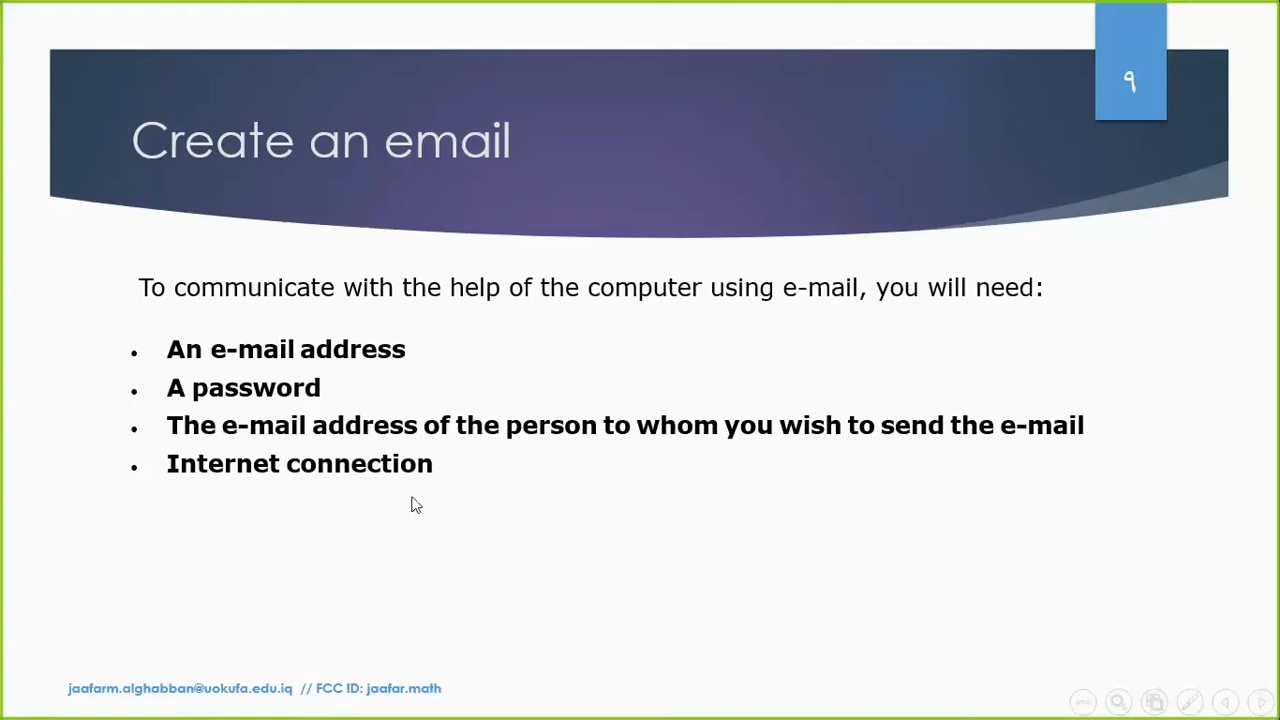 ٩
Create an email
To communicate with the help of the computer using e-mail, you will need:
• An e-mail address
• A password
• The e-mail address of the person to whom you wish to send the e-mail
• Internet connection
jaafarm.alghabban@uokufa.edu.iq // FCC ID: jaafar.math